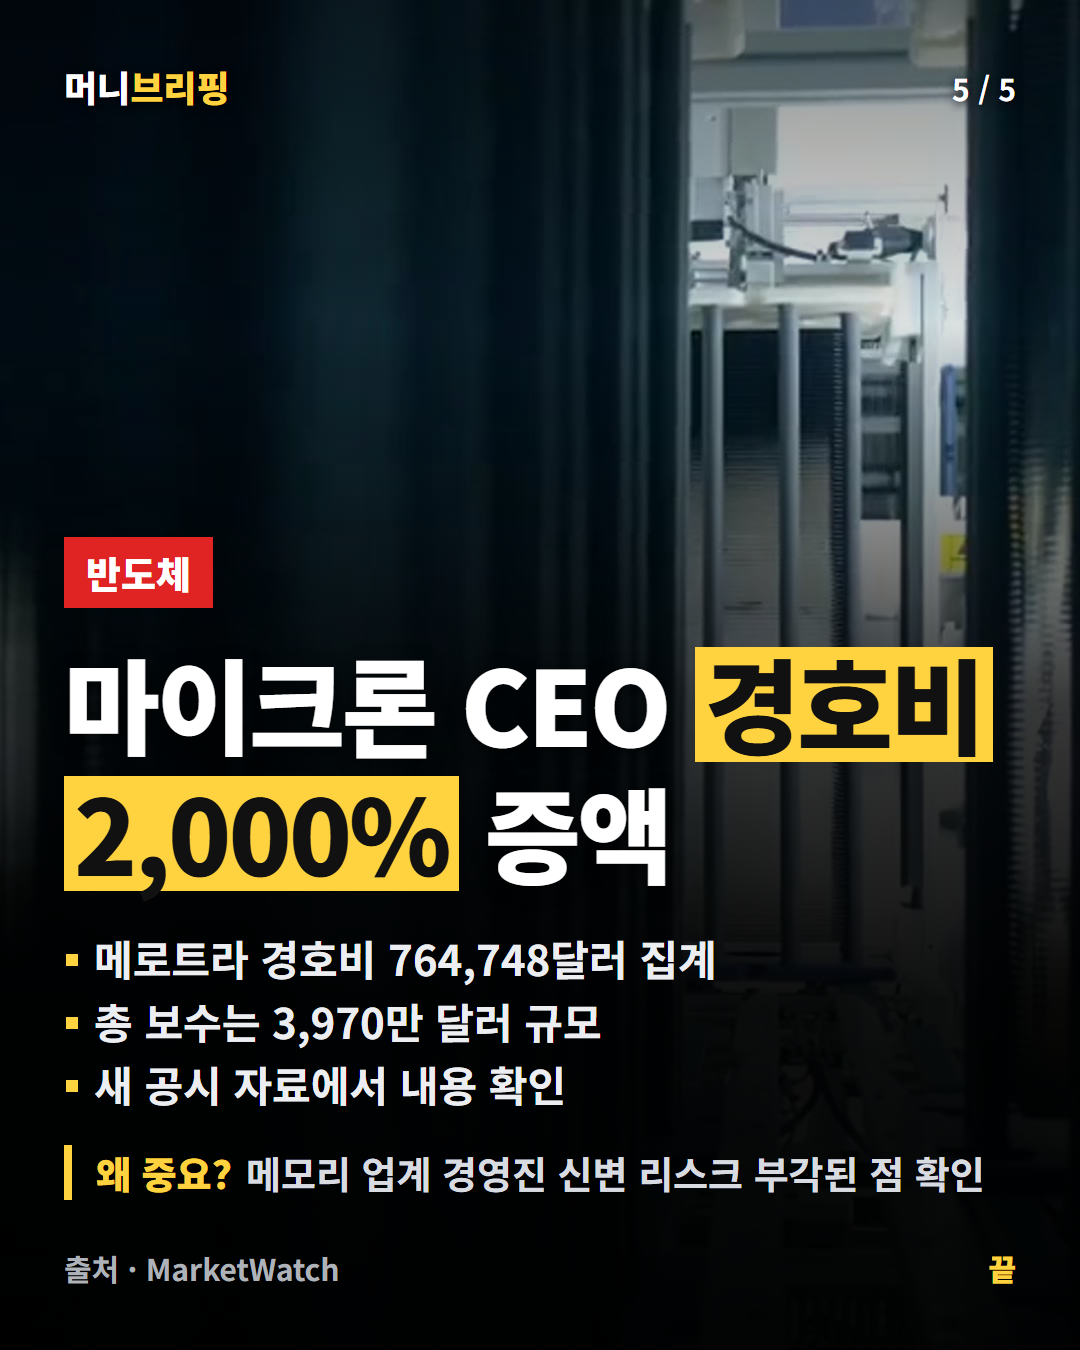 머니브리핑
5 / 5
반도체
마이크론 CEO 경호비
2,000% 증액
메로트라 경호비 764,748달러 집계
총 보수는 3,970만 달러 규모
새 공시 자료에서 내용 확인
왜 중요? 메모리 업계 경영진 신변 리스크 부각된 점 확인
출처 · MarketWatch
끝